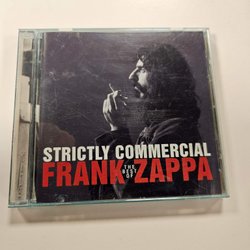 STRICTLY COMMERCIAL
FRANK THE BEST OF ZAPPA